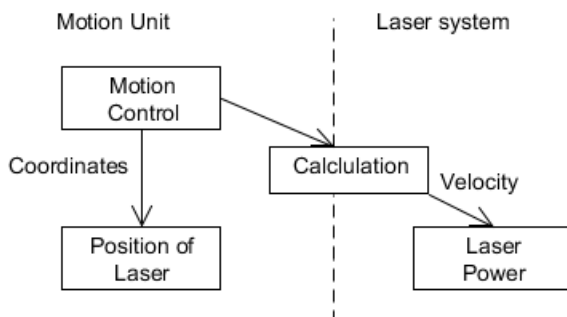 Motion Unit
Laser system
Motion
Control
Coordinates
Calclulation
Velocity
Position of
Laser
Laser
Power